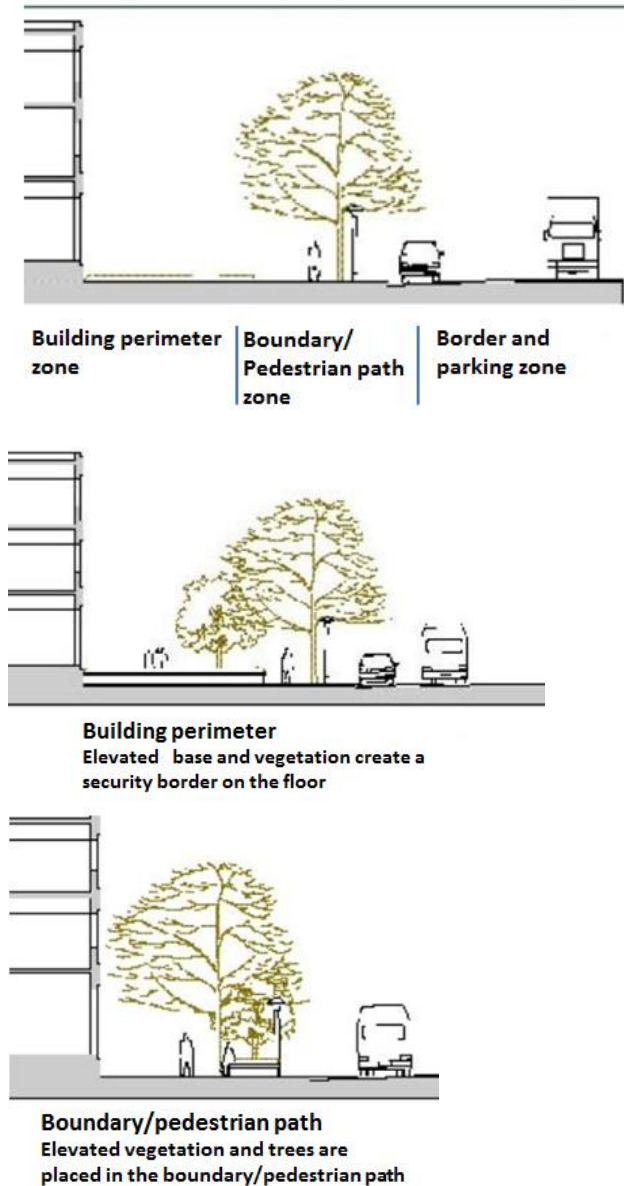 Building perimeter
zone
Boundary/
Pedestrian path
zone
Border and
parking zone
Building perimeter
Elevated base and vegetation create a
security border on the floor
Boundary/pedestrian path
Elevated vegetation and trees are
placed in the boundary/pedestrian path